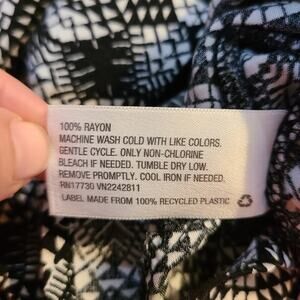 100% RAYON
MACHINE WASH COLD WITH LIKE COLORS.
GENTLE CYCLE. ONLY NON-CHLORINE
BLEACH IF NEEDED. TUMBLE DRY LOW.
REMOVE PROMPTLY. COOL IRON IF NEEDED.
RN17730 VN2242811
LABEL MADE FROM 100% RECYCLED PLASTIC